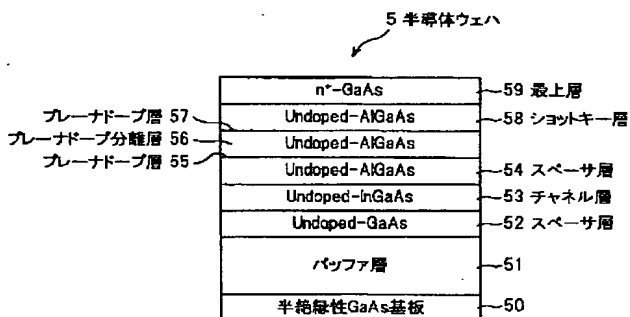 5 半導体ウェハ
n⁺-GaAs
59 最上層
プレーナドープ層 57
Undoped-AlGaAs
58 ショットキー層
プレーナドープ分離層 56
Undoped-AlGaAs
プレーナドープ層 55
Undoped-AlGaAs
54 スペーサ層
Undoped-InGaAs
53 チャネル層
Undoped-GaAs
52 スペーサ層
バッファ層
51
半絶縁性GaAs基板
50